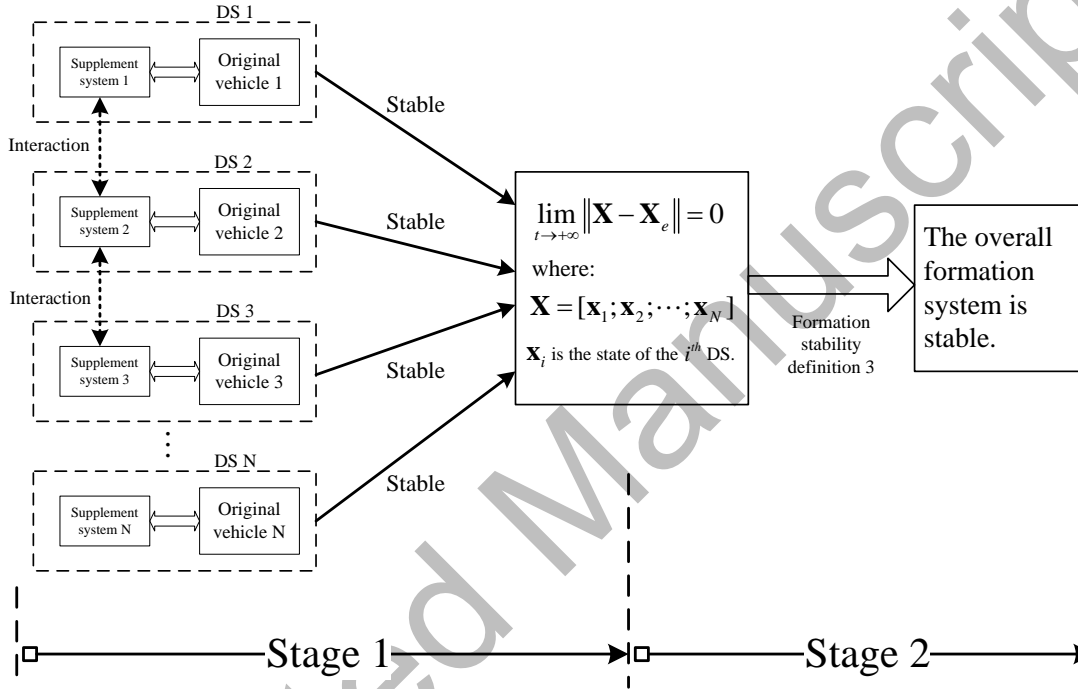 DS 1
Supplement
system 1
Original
vehicle 1
Stable
Interaction
DS 2
Supplement
system 2
Original
vehicle 2
Stable
Interaction
DS 3
Supplement
system 3
Original
vehicle 3
Stable
⋮
DS N
Supplement
system N
Original
vehicle N
Stable
lim t→+∞ ‖X − X_e‖ = 0
where:
X = [x_1; x_2; ⋯; x_N]
x_i is the state of the i^th DS.
Formation
stability
definition 3
The overall
formation
system is
stable.
Stage 1
Stage 2